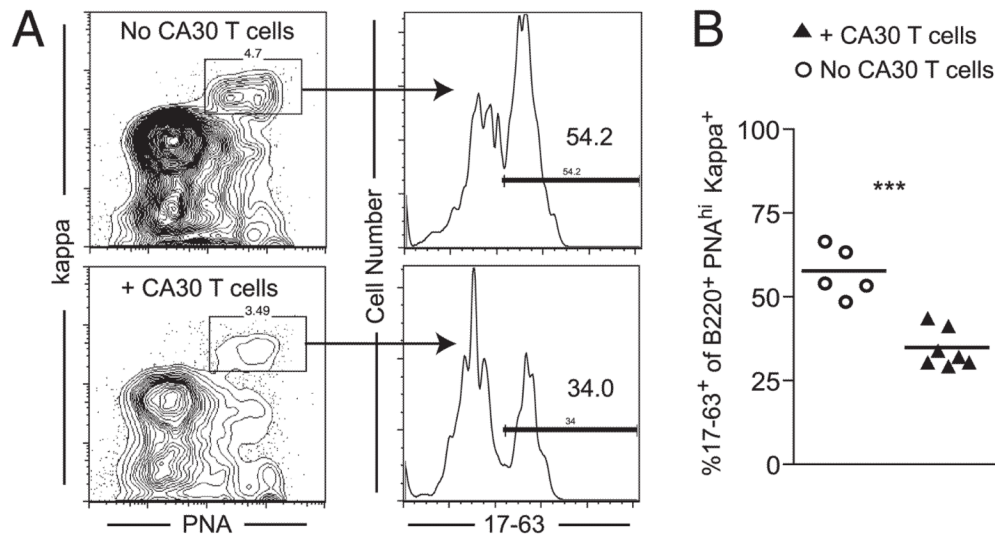 A
No CA30 T cells
4.7
54.2
54.2
+ CA30 T cells
3.49
34.0
34
kappa
PNA
Cell Number
17-63
B
▲ + CA30 T cells
○ No CA30 T cells
%17-63⁺ of B220⁺ PNAʰⁱ Kappa⁺
100
75
50
25
0
***